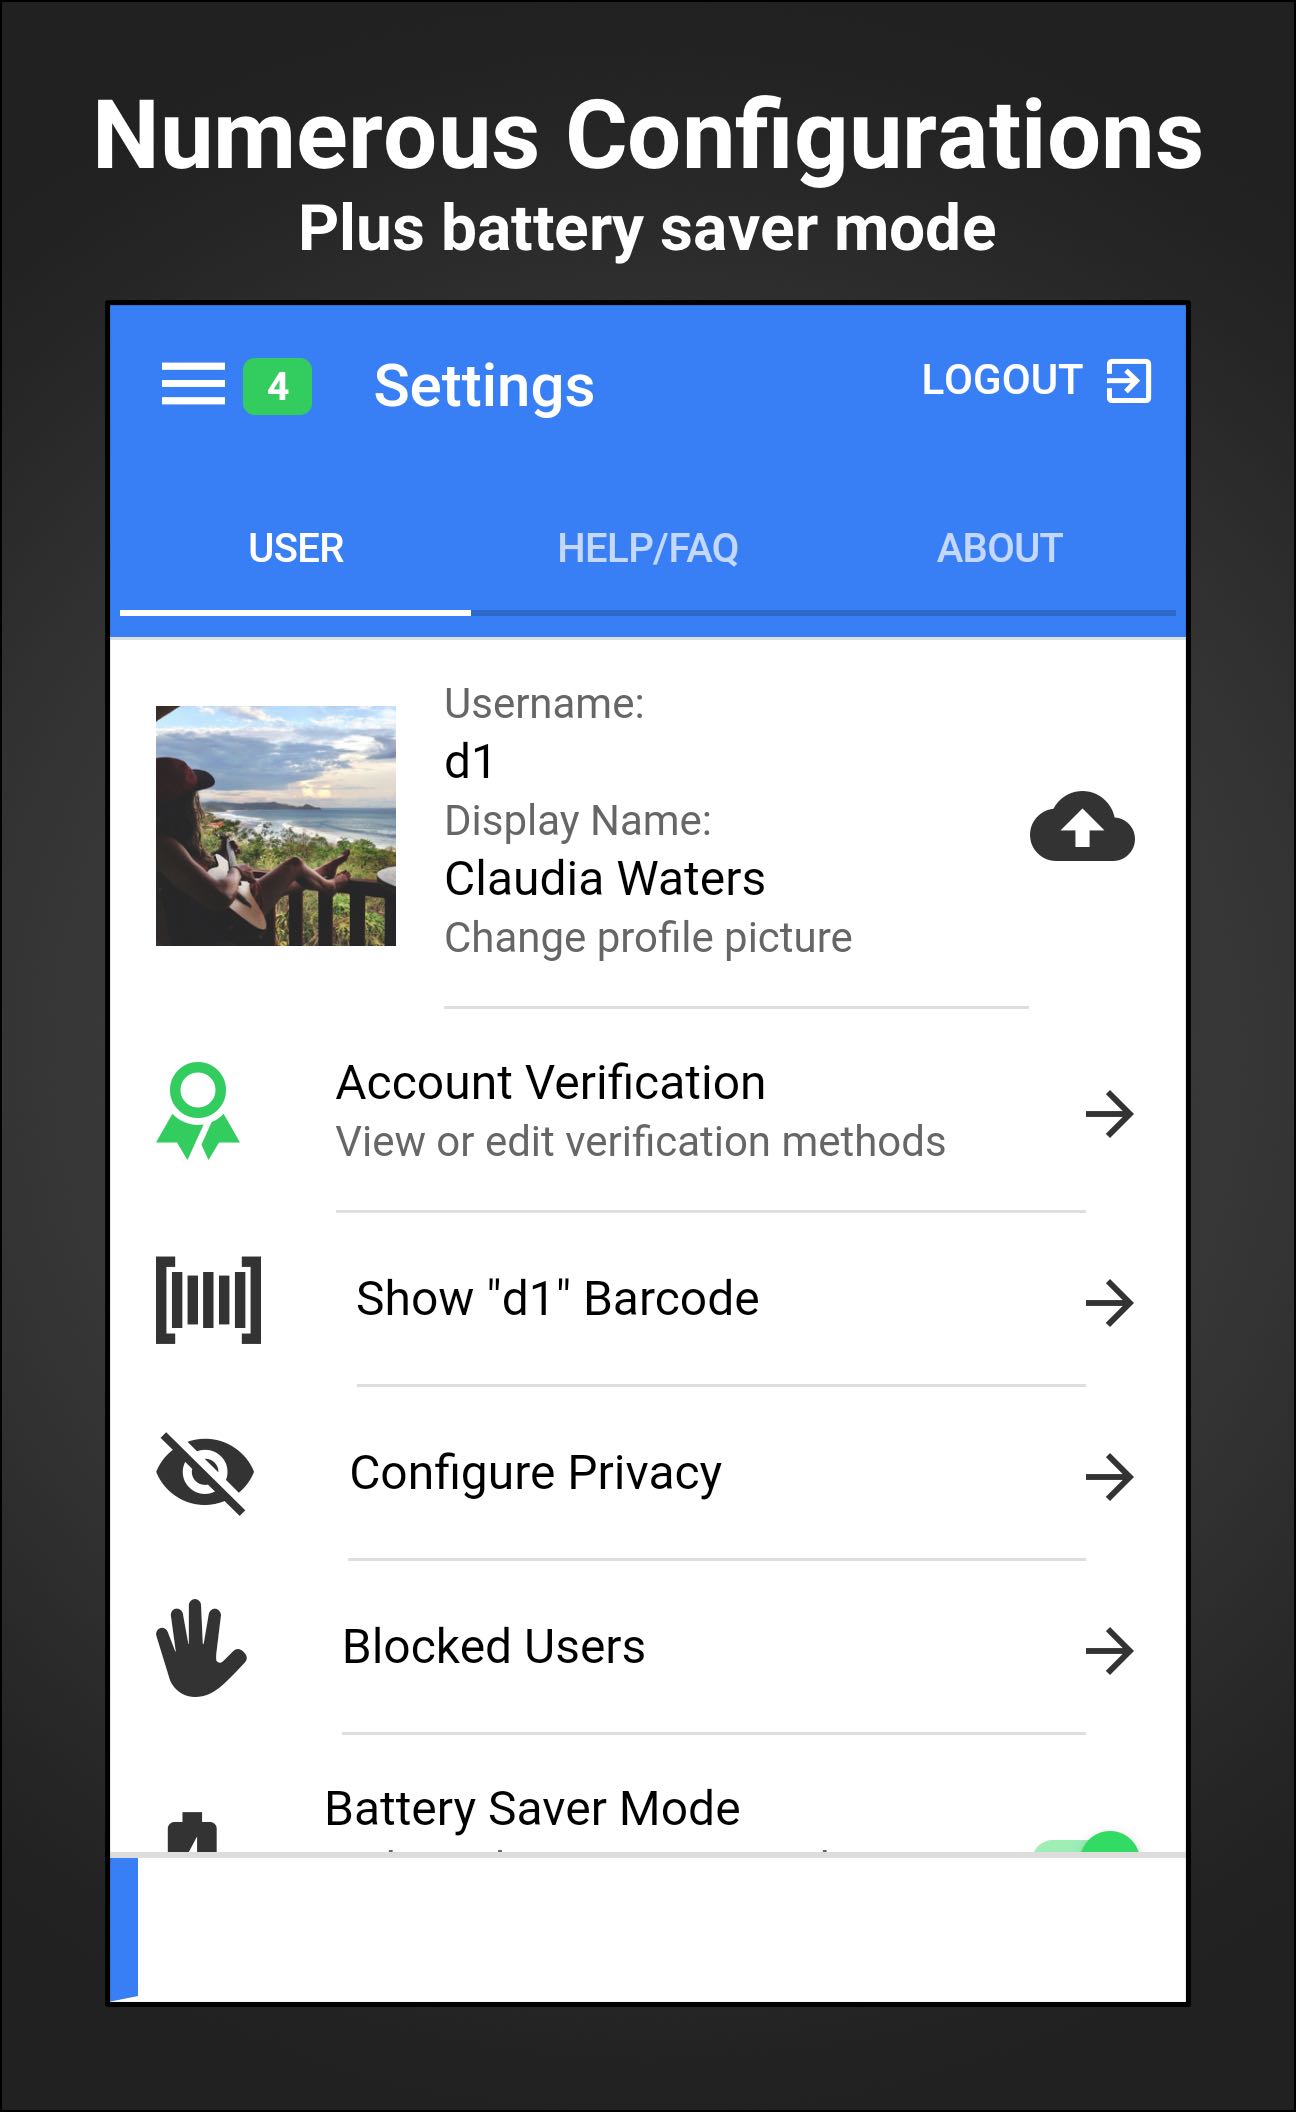 Numerous Configurations
Plus battery saver mode
4
Settings
LOGOUT
USER
HELP/FAQ
ABOUT
Username:
d1
Display Name:
Claudia Waters
Change profile picture
Account Verification
View or edit verification methods
Show "d1" Barcode
Configure Privacy
Blocked Users
Battery Saver Mode